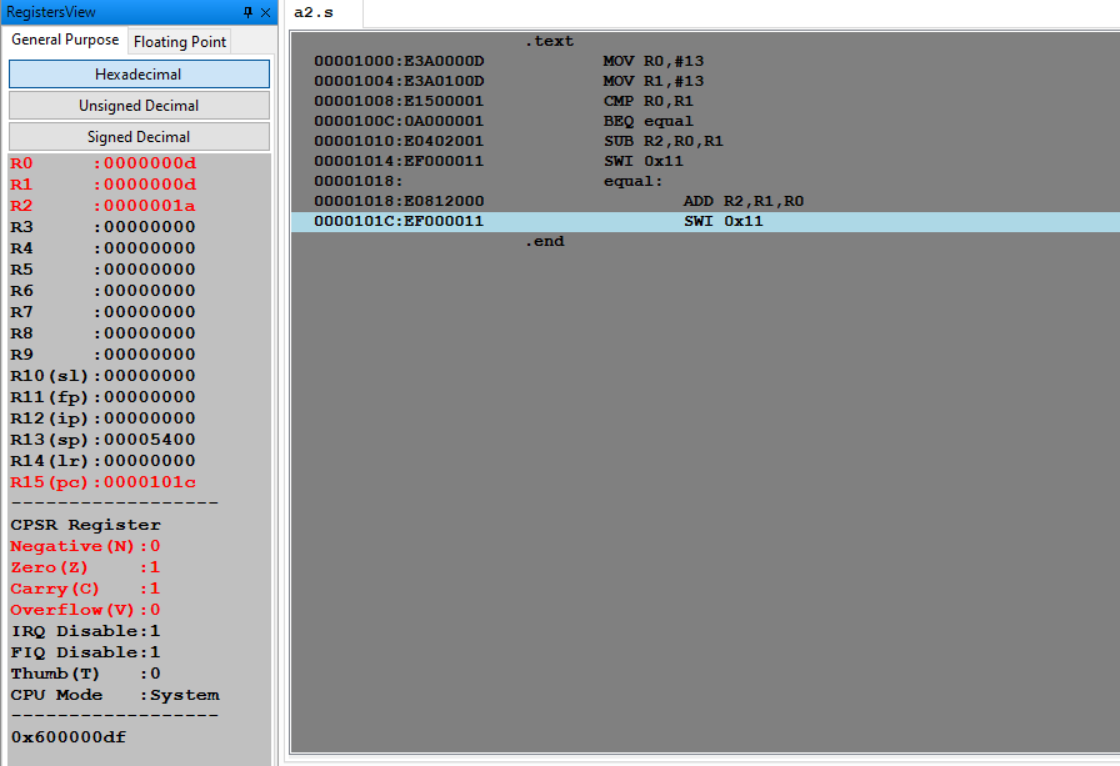 RegistersView
General Purpose Floating Point
Hexadecimal
Unsigned Decimal
Signed Decimal
R0 :0000000d
R1 :0000000d
R2 :0000001a
R3 :00000000
R4 :00000000
R5 :00000000
R6 :00000000
R7 :00000000
R8 :00000000
R9 :00000000
R10(sl):00000000
R11(fp):00000000
R12(ip):00000000
R13(sp):00005400
R14(lr):00000000
R15(pc):0000101c
------------------
CPSR Register
Negative(N):0
Zero(Z) :1
Carry(C) :1
Overflow(V):0
IRQ Disable:1
FIQ Disable:1
Thumb(T) :0
CPU Mode :System
------------------
0x600000df
a2.s
.text
00001000:E3A0000D MOV R0,#13
00001004:E3A0100D MOV R1,#13
00001008:E1500001 CMP R0,R1
0000100C:0A000001 BEQ equal
00001010:E0402001 SUB R2,R0,R1
00001014:EF000011 SWI 0x11
00001018: equal:
00001018:E0812000 ADD R2,R1,R0
0000101C:EF000011 SWI 0x11
.end